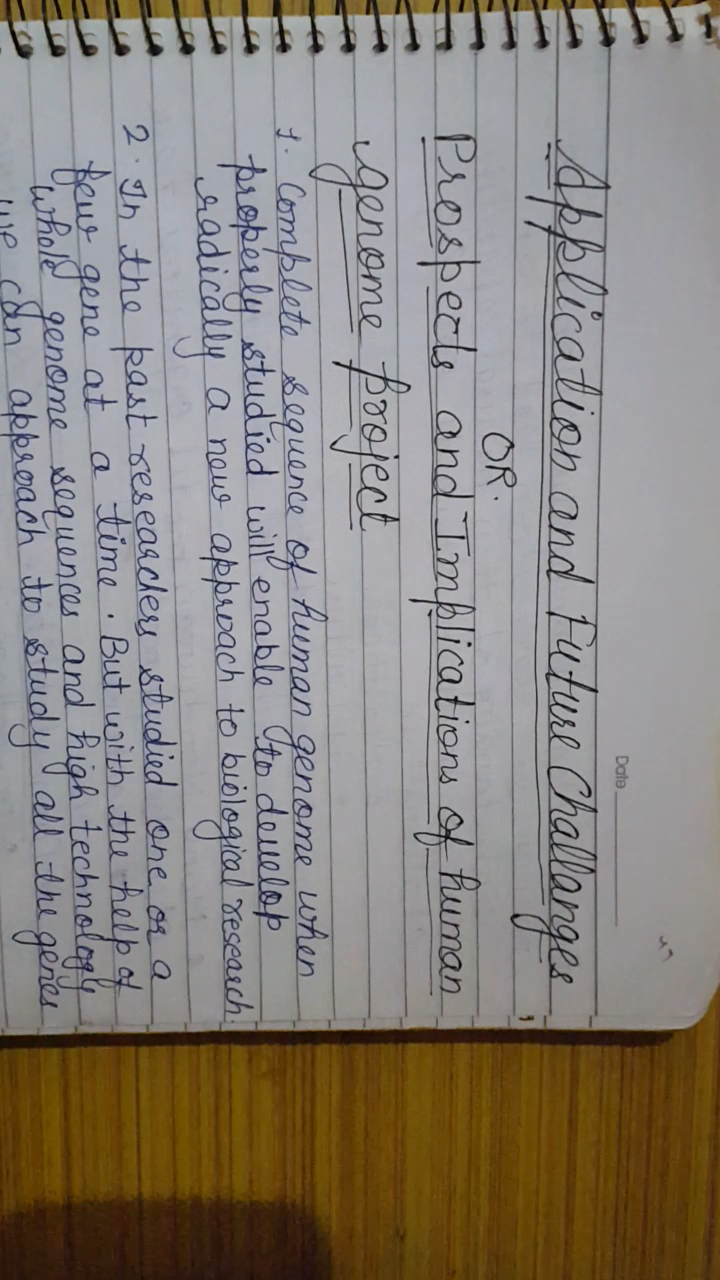 Date
Application and Future Challanges
OR.
Prospects and Implications of human
genome project
1. Complete sequence of human genome when
properly studied will enable to develop
radically a new approach to biological research.
2. In the past researchers studied one or a
few gene at a time. But with the help of
whole genome sequences and high technology
we can approach to study all the genes